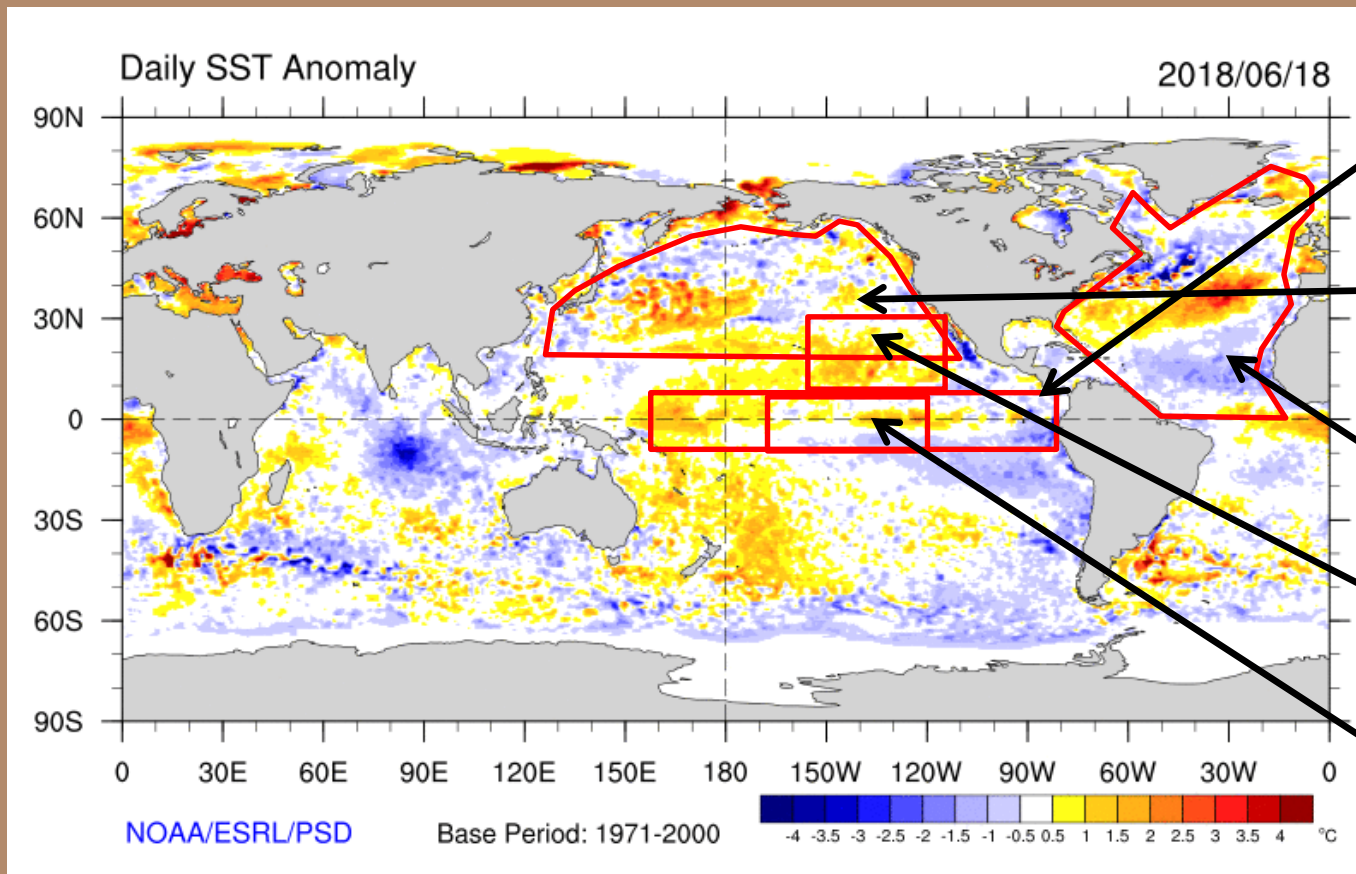 Daily SST Anomaly 2018/06/18
90N
60N
30N
0
30S
60S
90S
0 30E 60E 90E 120E 150E 180 150W 120W 90W 60W 30W 0
-4 -3.5 -3 -2.5 -2 -1.5 -1 -0.5 0.5 1 1.5 2 2.5 3 3.5 4 °C
NOAA/ESRL/PSD Base Period: 1971-2000